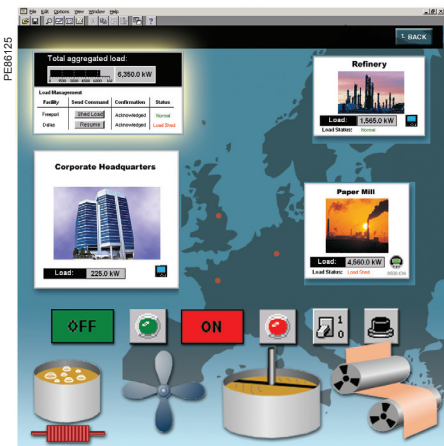 File Edit Options View Window Help
PE86125
1. BACK
Total aggregated load:
6,350.0 kW
Load Management
Facility Send Command Confirmation Status
Freeport Shed Load Acknowledged Normal
Dallas Resume Acknowledged Load Shed
Refinery
Load: 1,565.0 kW
Load Status: Normal
Corporate Headquarters
Load: 225.0 kW
Paper Mill
Load: 4,560.0 kW
Load Status: Load Shed
OFF
ON
1
0